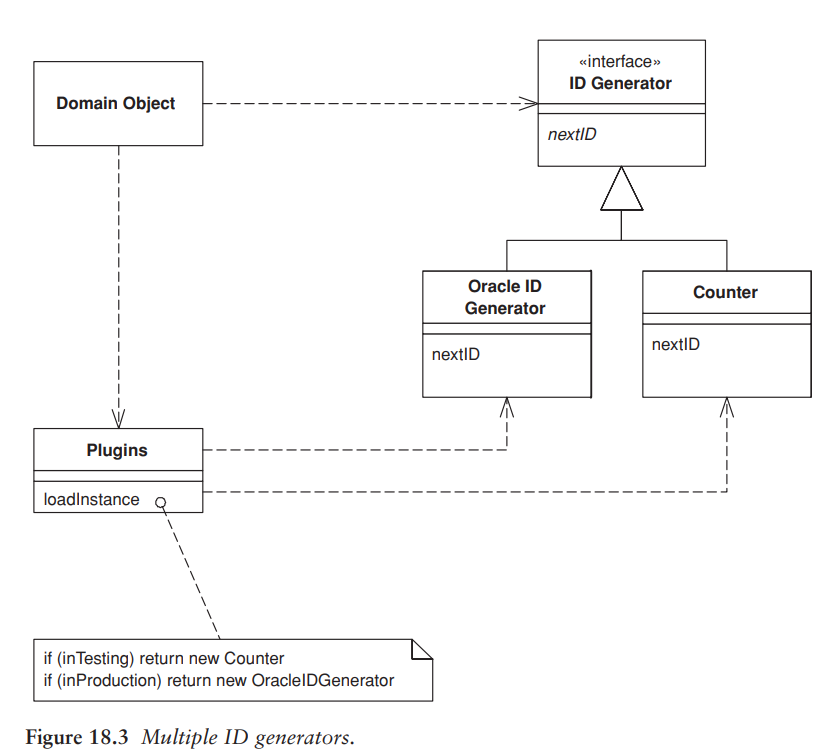 Domain Object
«interface»
ID Generator
nextID
Oracle ID
Generator
nextID
Counter
nextID
Plugins
loadInstance
if (inTesting) return new Counter
if (inProduction) return new OracleIDGenerator
Figure 18.3 Multiple ID generators.